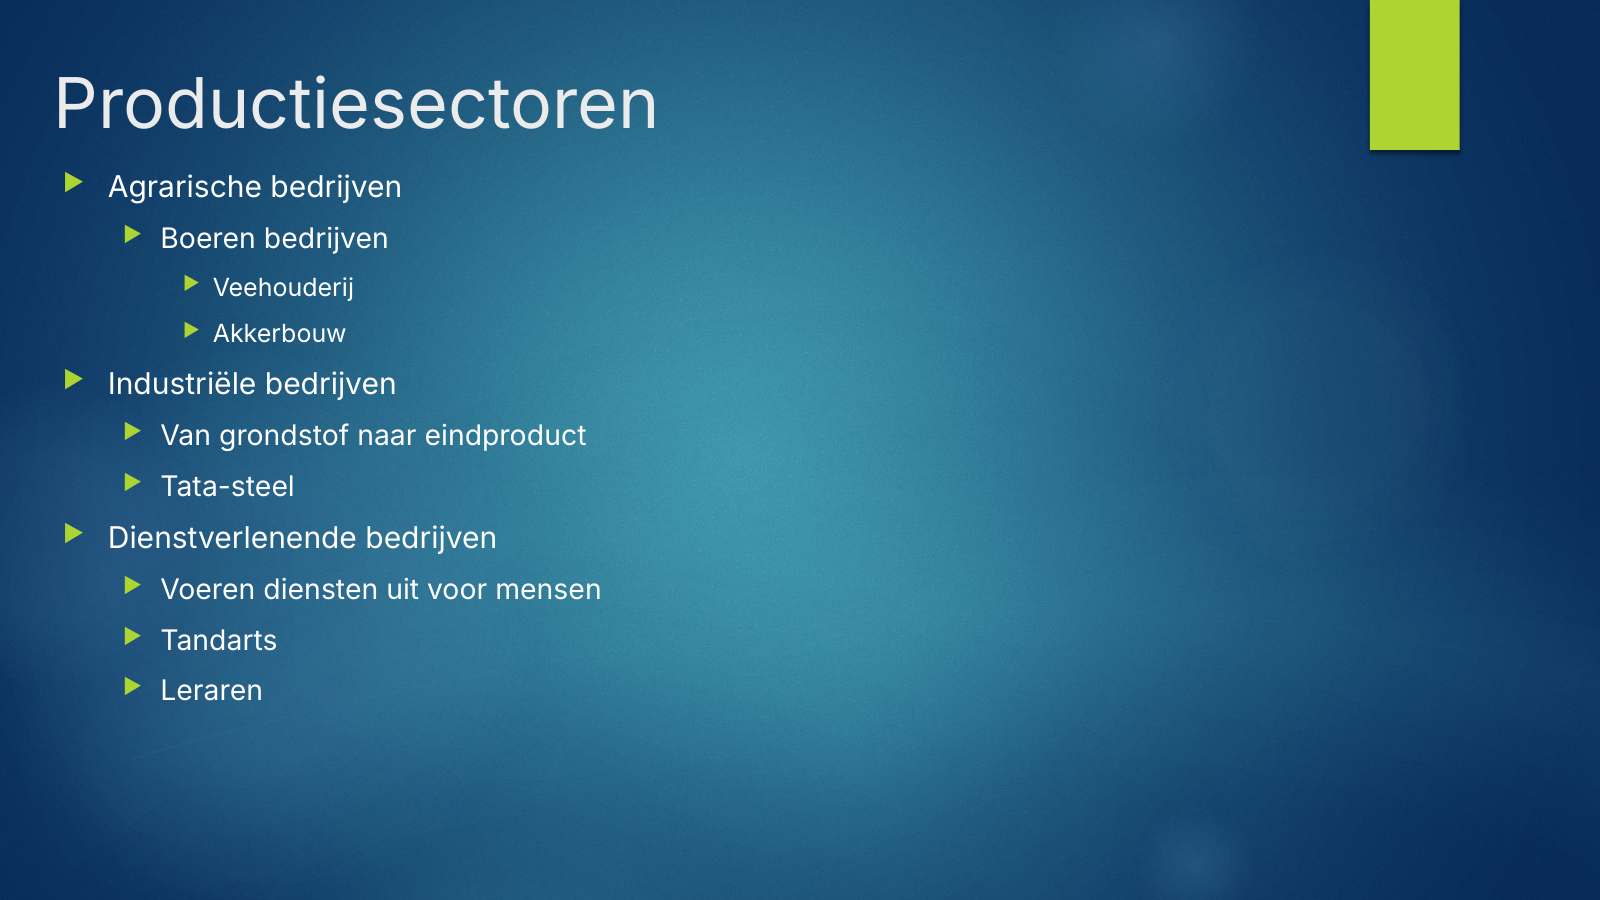 Productiesectoren
Agrarische bedrijven
Boeren bedrijven
Veehouderij
Akkerbouw
Industriële bedrijven
Van grondstof naar eindproduct
Tata-steel
Dienstverlenende bedrijven
Voeren diensten uit voor mensen
Tandarts
Leraren